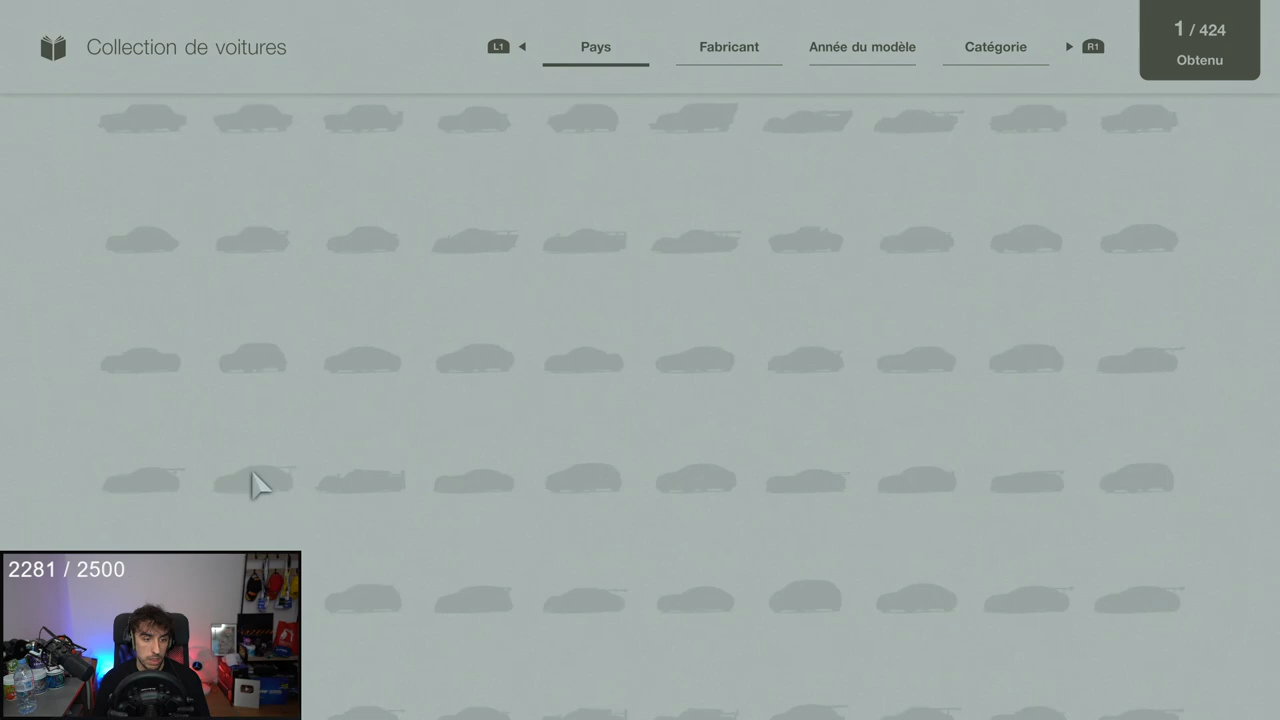 Collection de voitures
L1
Pays
Fabricant
Année du modèle
Catégorie
R1
1 / 424
Obtenu
2281 / 2500